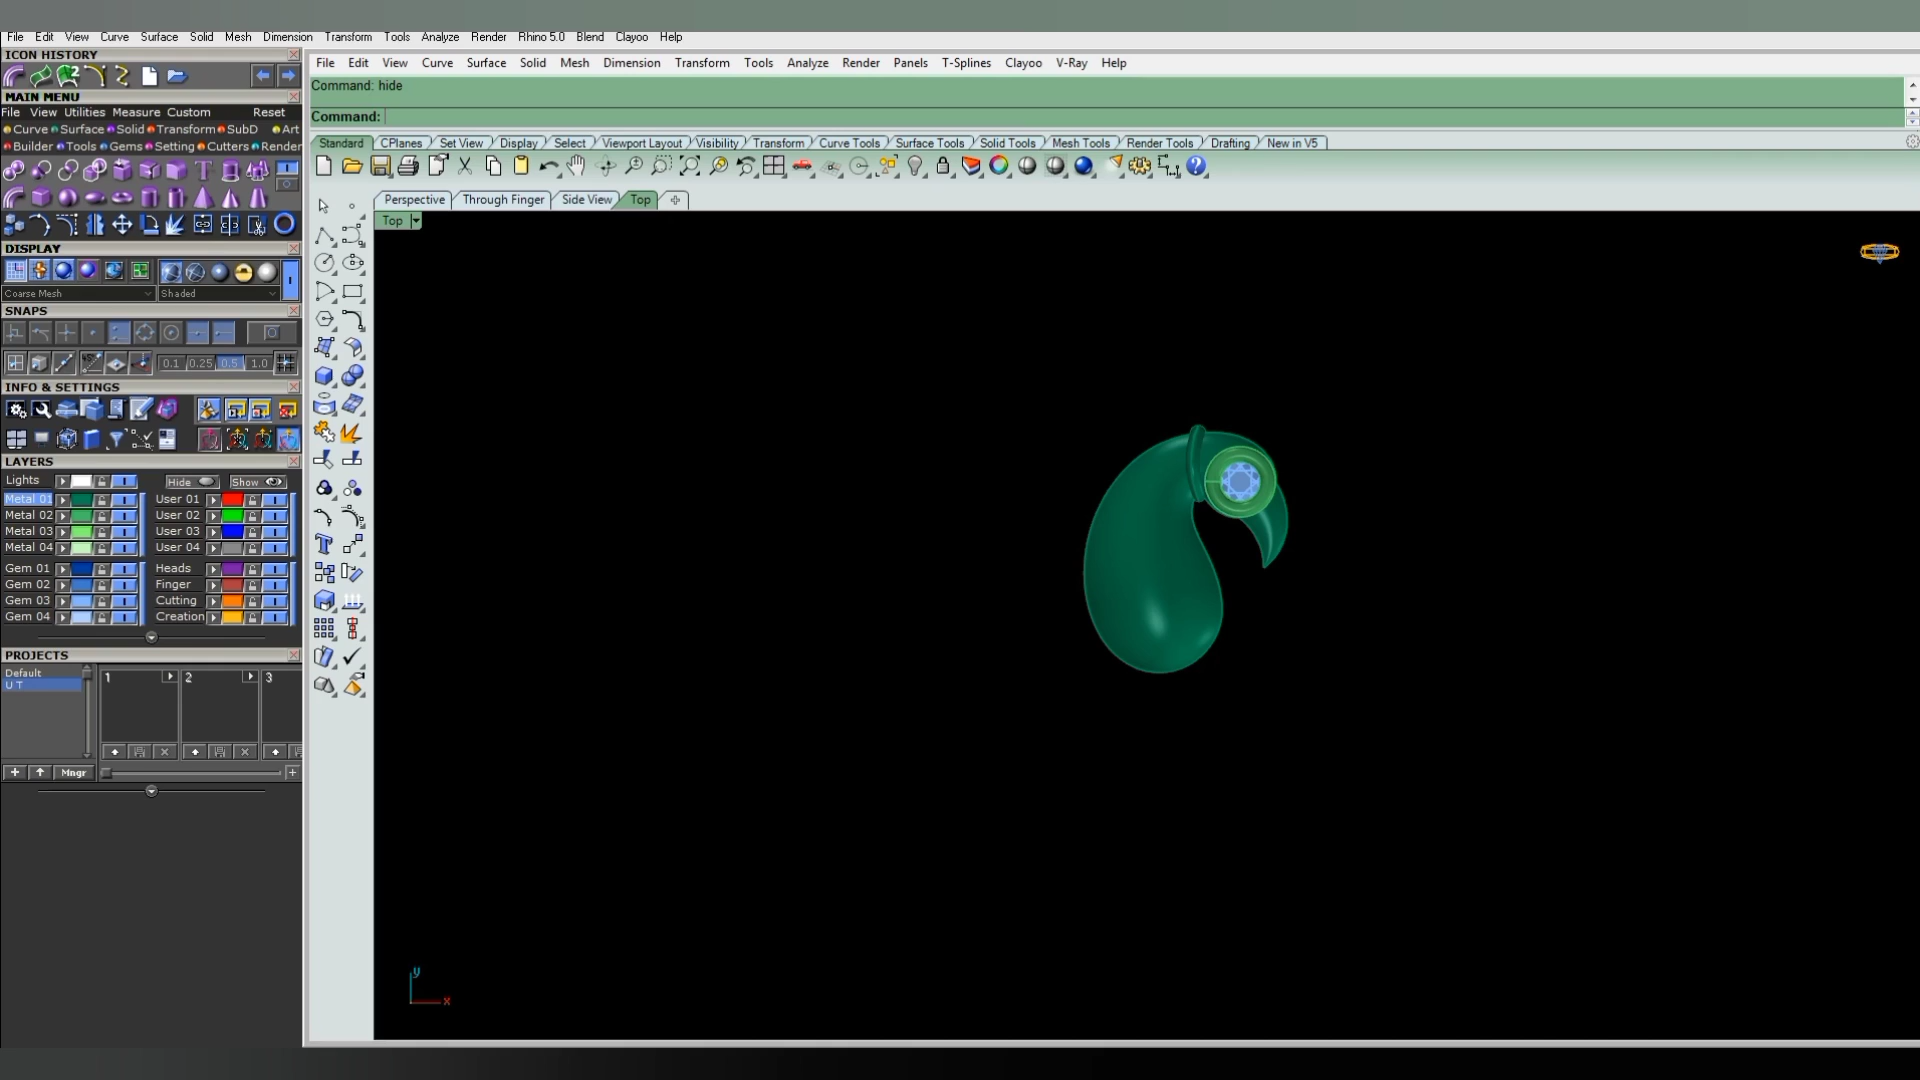 File Edit View Curve Surface Solid Mesh Dimension Transform Tools Analyze Render Rhino 5.0 Blend Clayoo Help
ICON HISTORY
MAIN MENU
File View Utilities Measure Custom Reset
Curve Surface Solid Transform SubD Art
Builder Tools Gems Setting Cutters Render
DISPLAY
Coarse Mesh Shaded
SNAPS
0.1 0.25 0.5 1.0
INFO & SETTINGS
LAYERS
Lights Hide Show
Metal 01 User 01
Metal 02 User 02
Metal 03 User 03
Metal 04 User 04
Gem 01 Heads
Gem 02 Finger
Gem 03 Cutting
Gem 04 Creation
PROJECTS
Default
U T
1 2 3
Mngr
File Edit View Curve Surface Solid Mesh Dimension Transform Tools Analyze Render Panels T-Splines Clayoo V-Ray Help
Command: hide
Command:
Standard CPlanes Set View Display Select Viewport Layout Visibility Transform Curve Tools Surface Tools Solid Tools Mesh Tools Render Tools Drafting New in V5
Perspective Through Finger Side View Top
Top
y
x